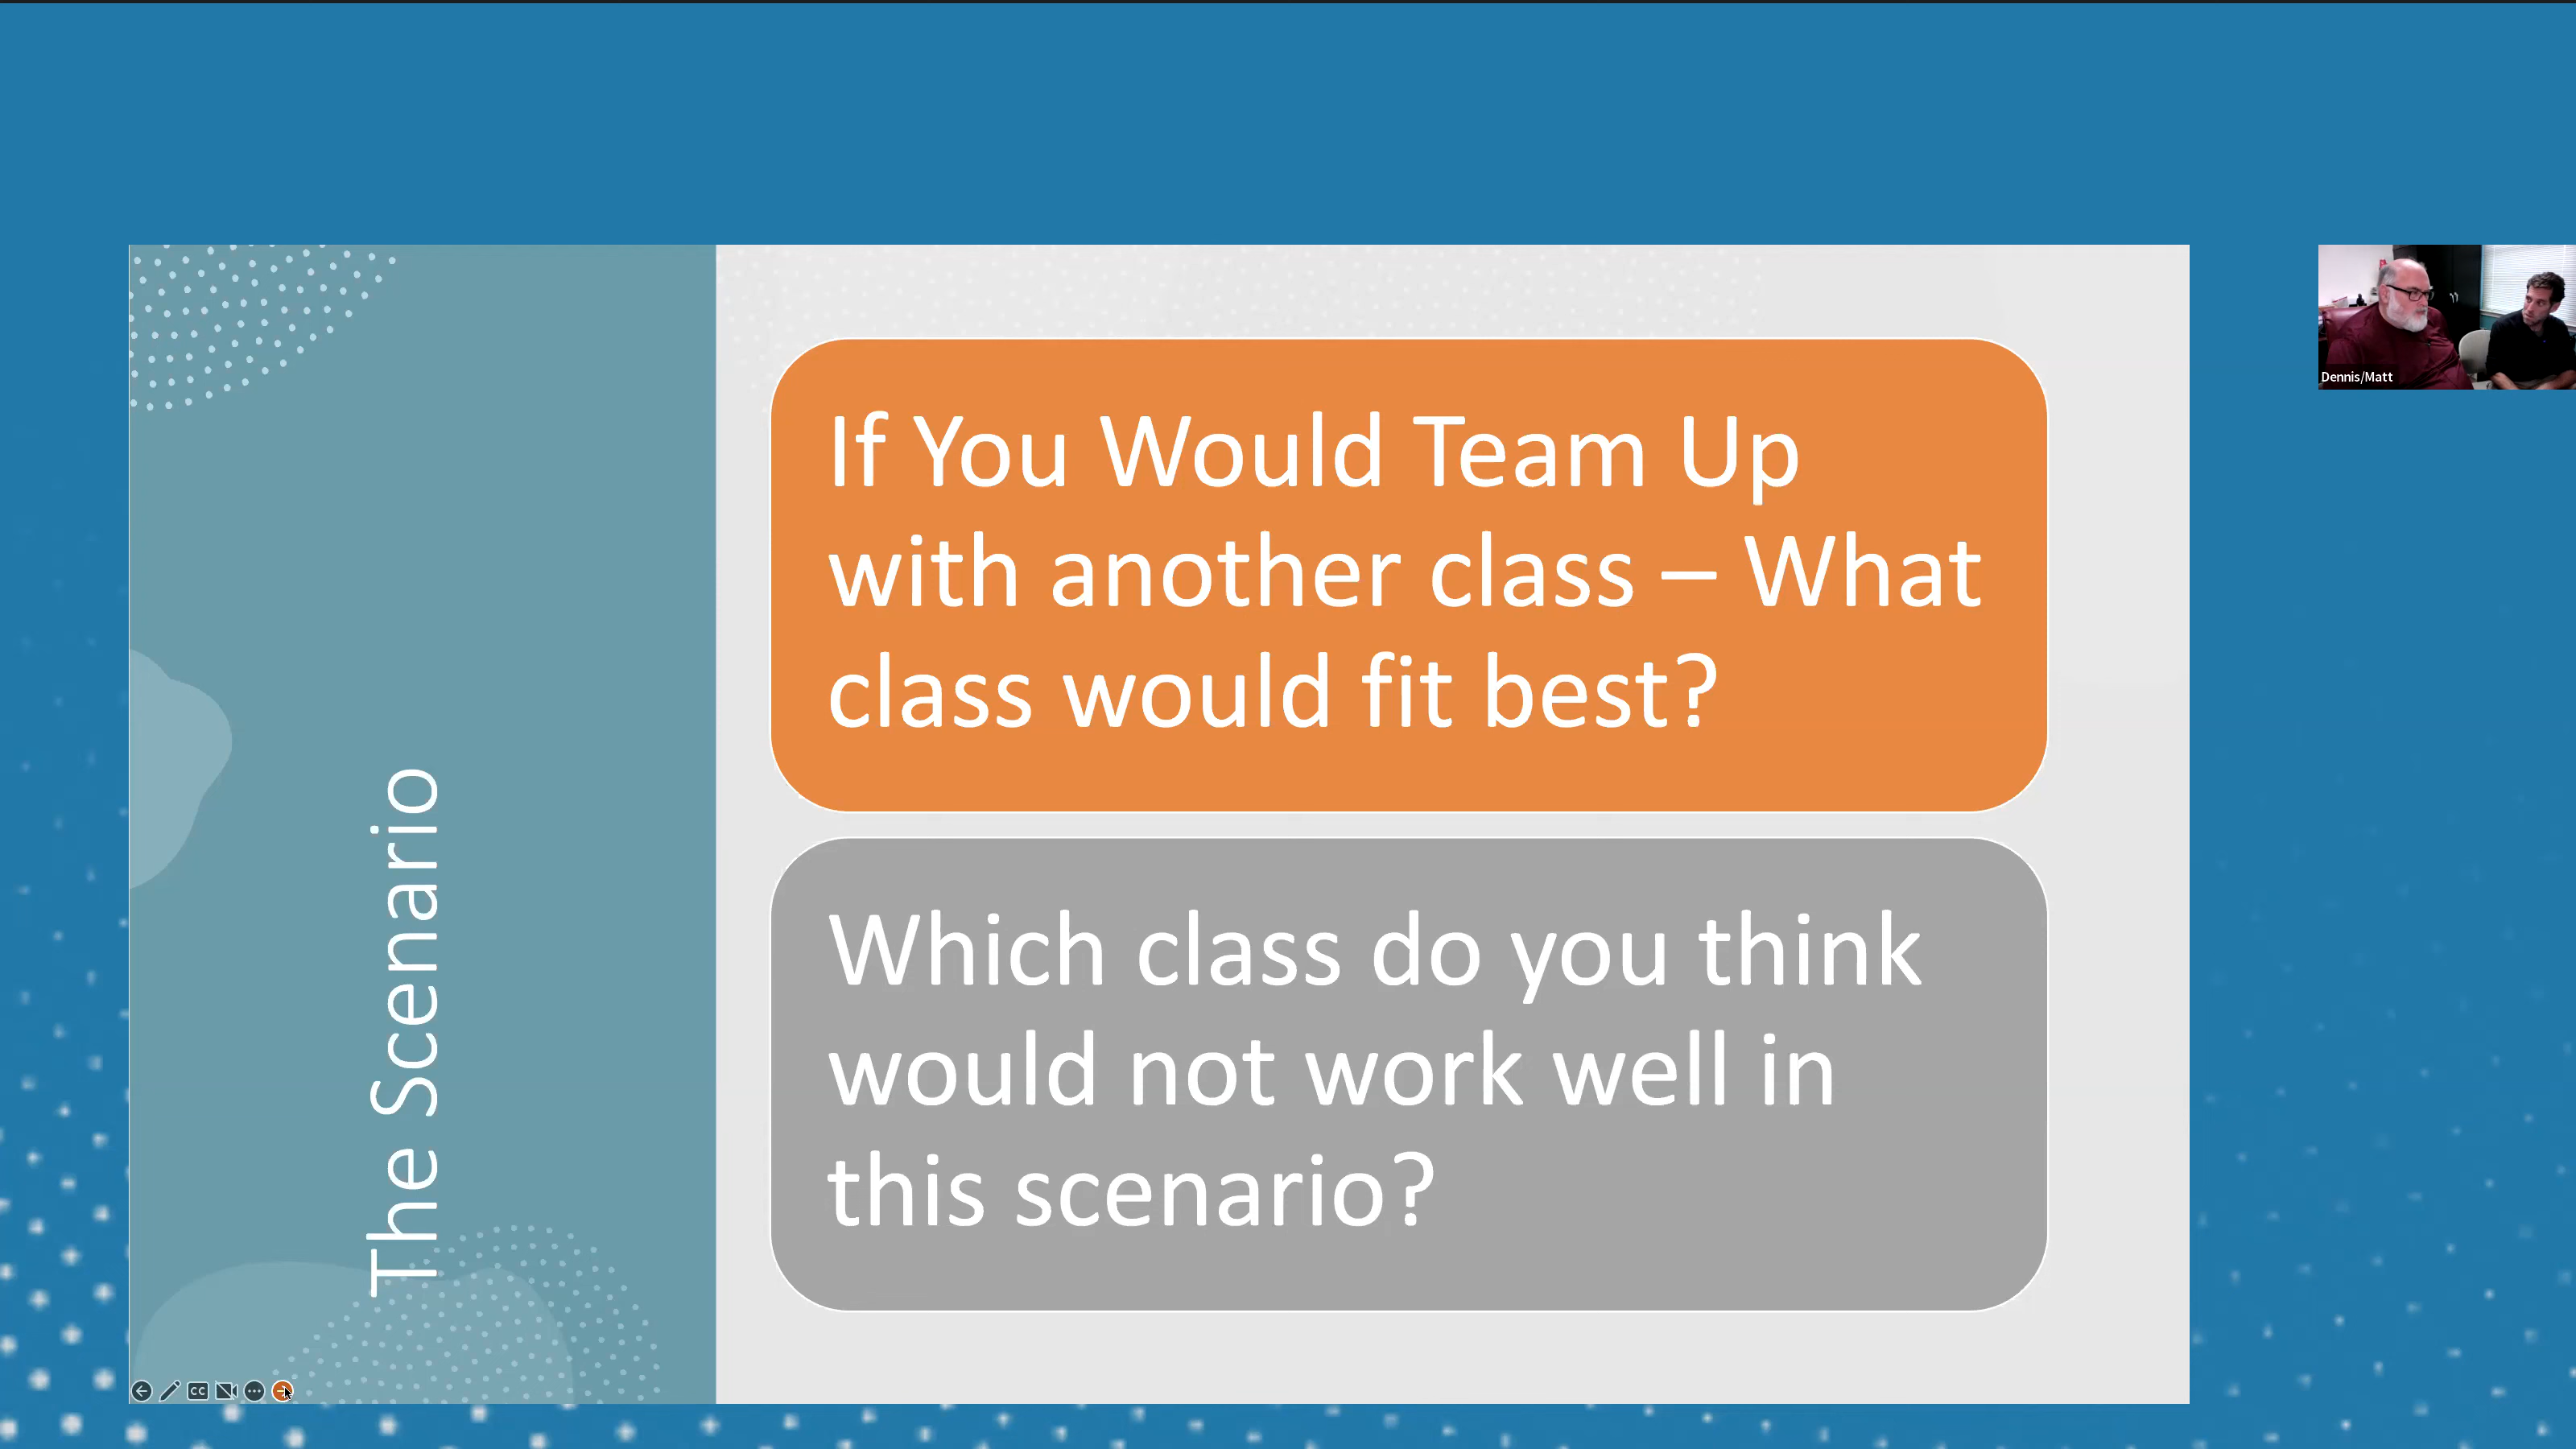 The Scenario
If You Would Team Up
with another class – What
class would fit best?
Which class do you think
would not work well in
this scenario?
Dennis/Matt
CC